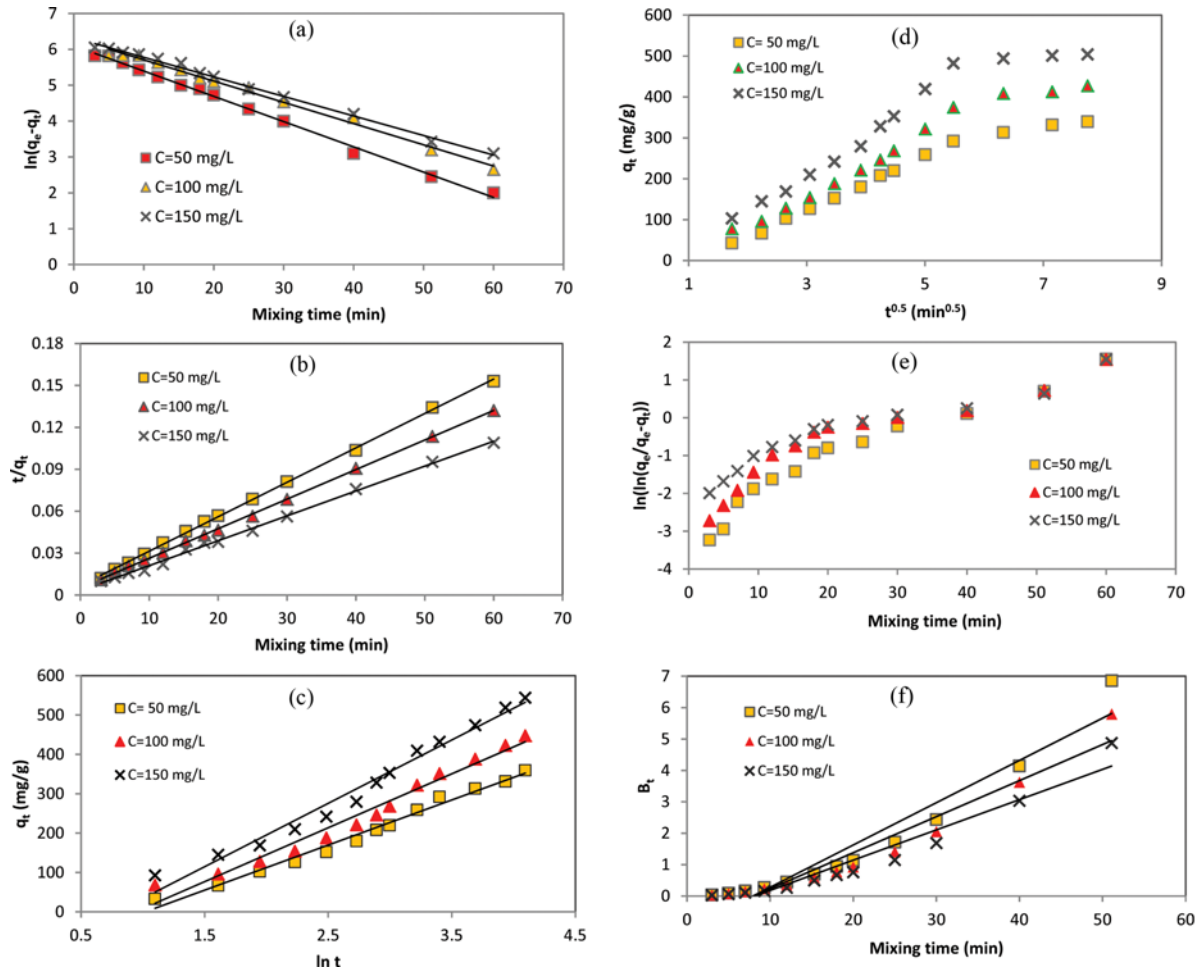 (a)
ln(qe-qt)
7
6
5
4
3
2
1
0
C=50 mg/L
C=100 mg/L
C=150 mg/L
0 10 20 30 40 50 60 70
Mixing time (min)
(d)
qt (mg/g)
600
500
400
300
200
100
0
C= 50 mg/L
C=100 mg/L
C=150 mg/L
1 3 5 7 9
t^0.5 (min^0.5)
(b)
t/qt
0.18
0.15
0.12
0.09
0.06
0.03
0
C=50 mg/L
C=100 mg/L
C=150 mg/L
0 10 20 30 40 50 60 70
Mixing time (min)
(e)
ln(ln(qe/qe-qt))
2
1
0
-1
-2
-3
-4
C=50 mg/L
C=100 mg/L
C=150 mg/L
0 10 20 30 40 50 60 70
Mixing time (min)
(c)
qt (mg/g)
600
500
400
300
200
100
0
C= 50 mg/L
C=100 mg/L
C=150 mg/L
0.5 1.5 2.5 3.5 4.5
ln t
(f)
Bt
7
6
5
4
3
2
1
0
C=50 mg/L
C=100 mg/L
C=150 mg/L
0 10 20 30 40 50 60
Mixing time (min)